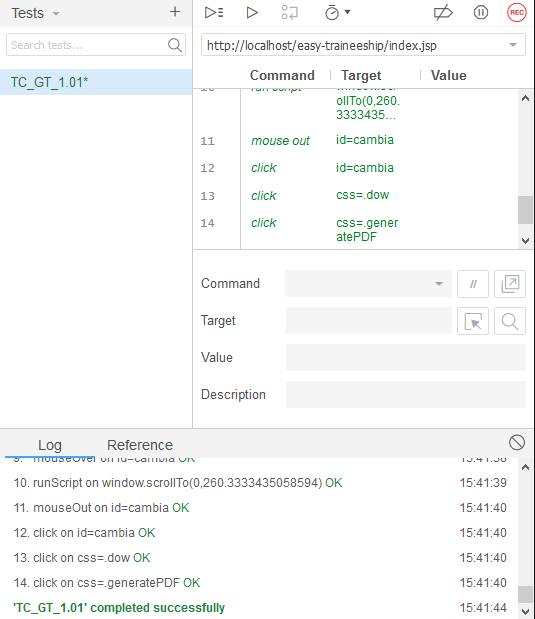 Tests
REC
Search tests...
http://localhost/easy-traineeship/index.jsp
TC_GT_1.01*
Command Target Value
10 run script window.scr
ollTo(0,260.
3333435...
11 mouse out id=cambia
12 click id=cambia
13 click css=.dow
14 click css=.gener
atePDF
Command //
Target
Value
Description
Log Reference
9. mouseOver on id=cambia OK 15:41:38
10. runScript on window.scrollTo(0,260.3333435058594) OK 15:41:39
11. mouseOut on id=cambia OK 15:41:40
12. click on id=cambia OK 15:41:40
13. click on css=.dow OK 15:41:40
14. click on css=.generatePDF OK 15:41:40
'TC_GT_1.01' completed successfully 15:41:44